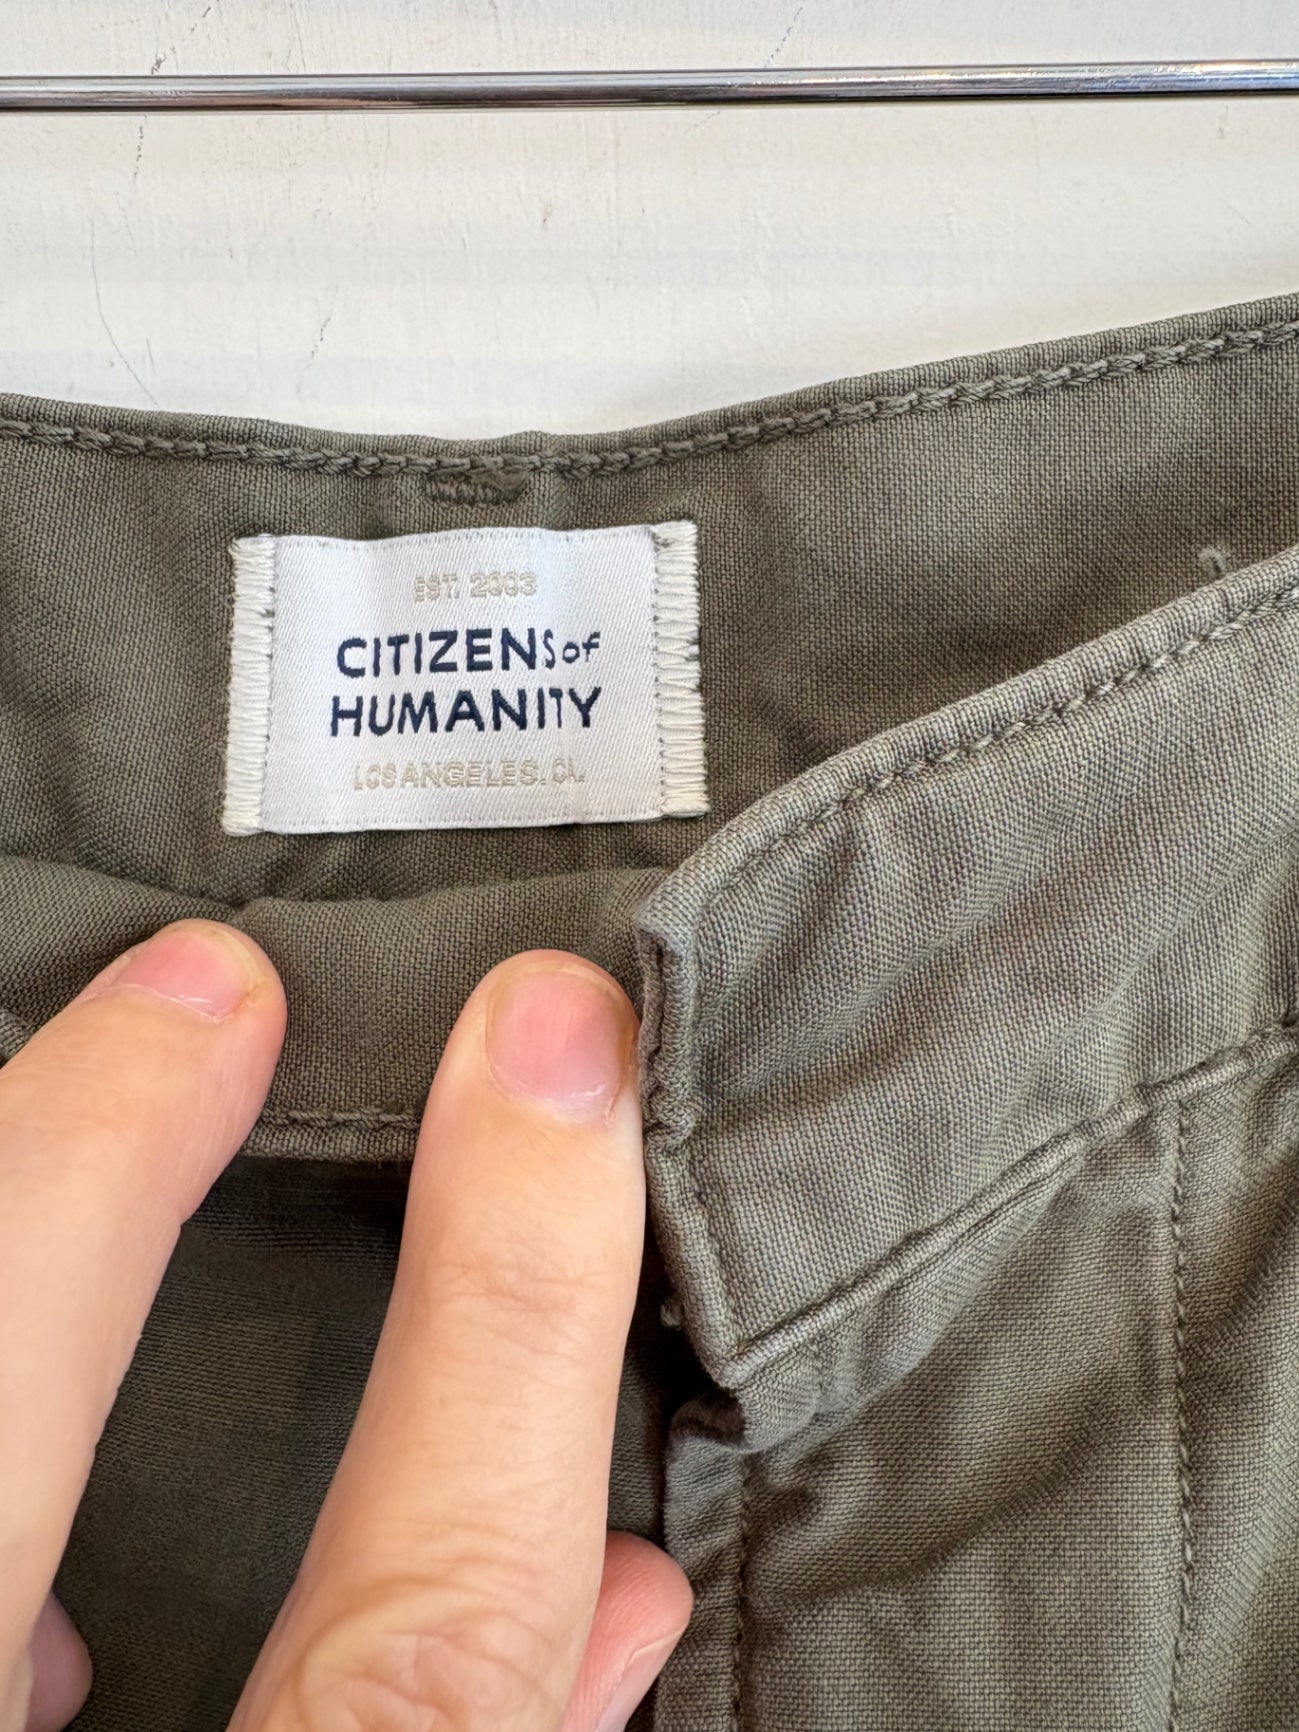 EST. 2003
CITIZENS of
HUMANITY
LOS ANGELES, CA.